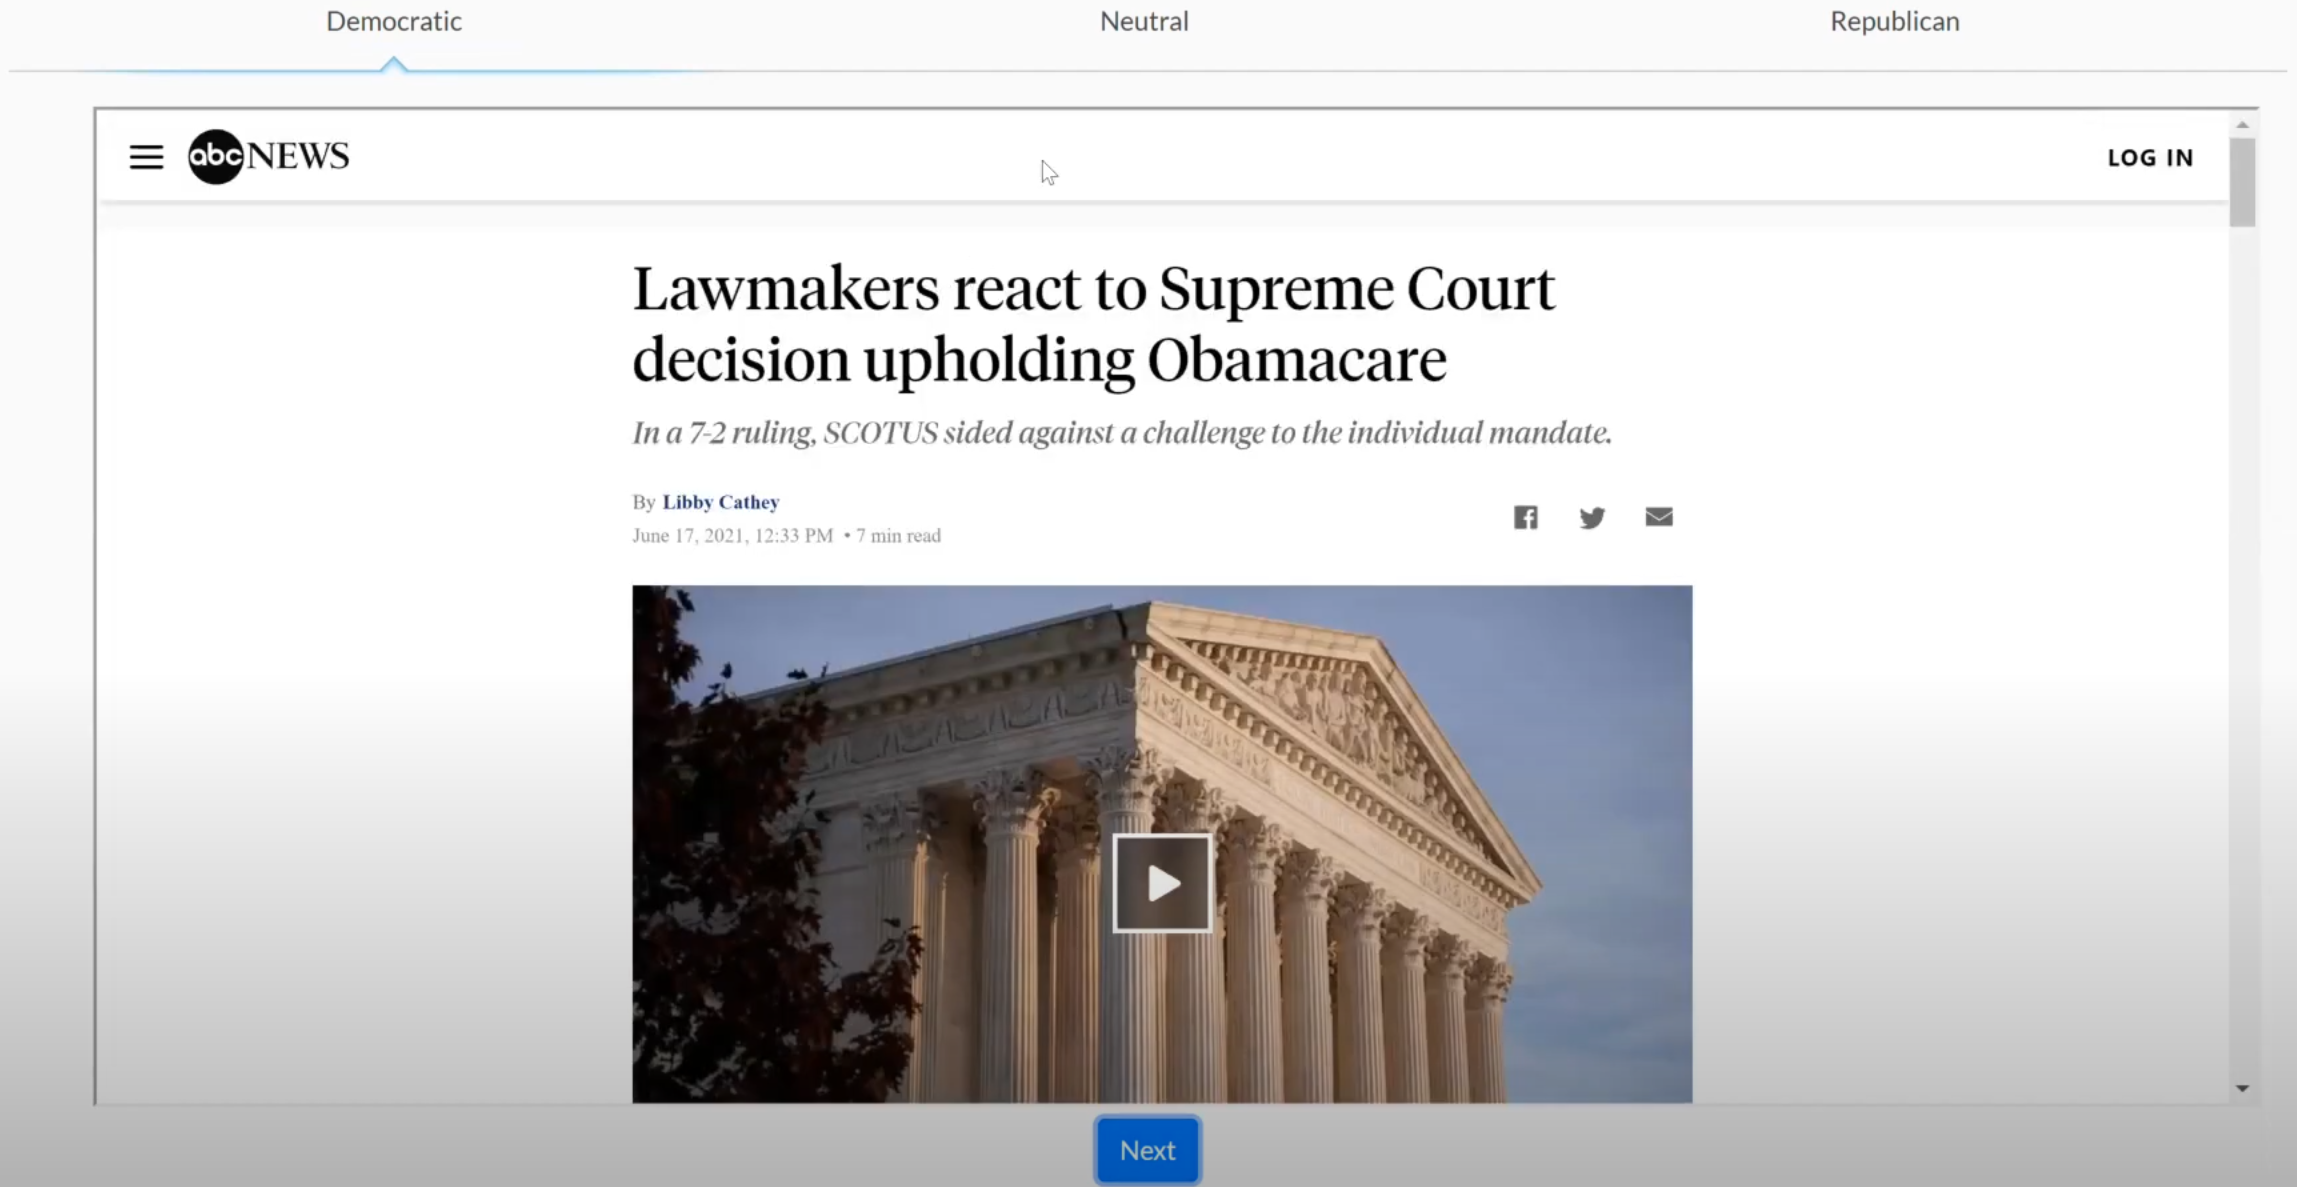 Democratic
Neutral
Republican
abc NEWS
LOG IN
Lawmakers react to Supreme Court
decision upholding Obamacare
In a 7-2 ruling, SCOTUS sided against a challenge to the individual mandate.
By Libby Cathey
June 17, 2021, 12:33 PM • 7 min read
Next